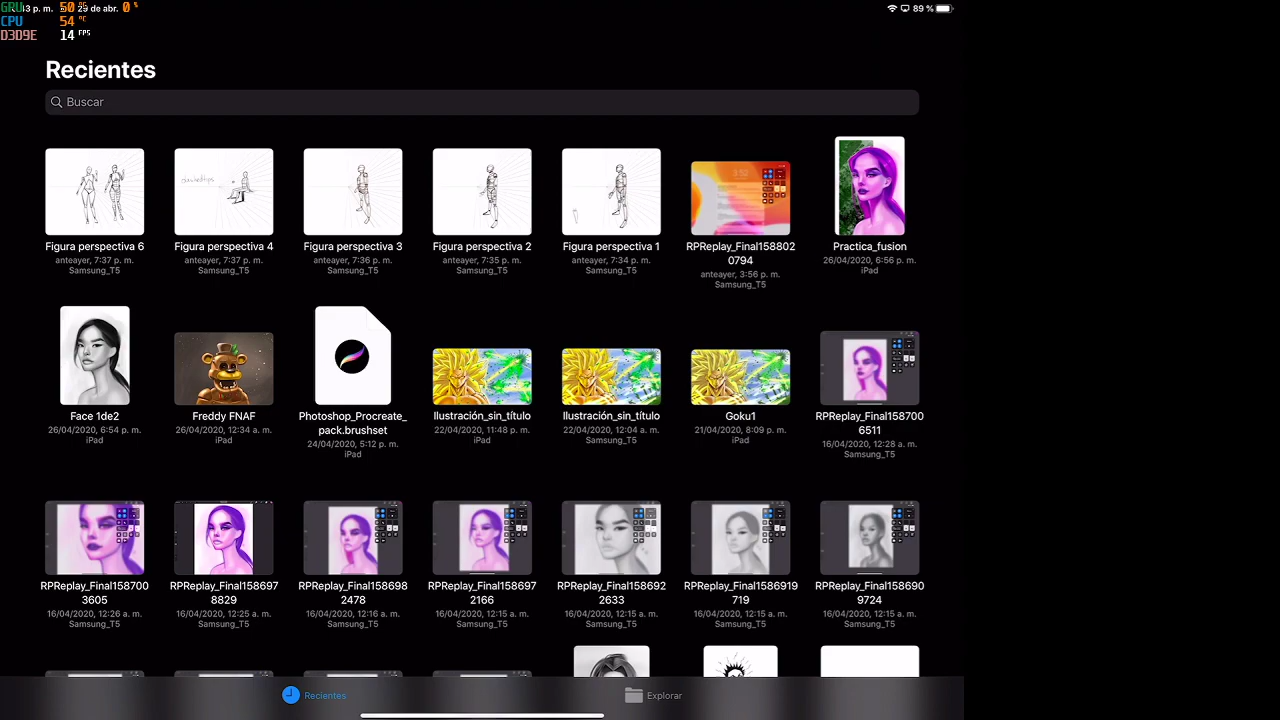 GRU 50 °C 0 %
CPU 54 °C
D3D9E 14 FPS
13 p. m. 29 de abr.
89 %
Recientes
Buscar
Figura perspectiva 6
anteayer, 7:37 p. m.
Samsung_T5
Figura perspectiva 4
anteayer, 7:37 p. m.
Samsung_T5
Figura perspectiva 3
anteayer, 7:36 p. m.
Samsung_T5
Figura perspectiva 2
anteayer, 7:35 p. m.
Samsung_T5
Figura perspectiva 1
anteayer, 7:34 p. m.
Samsung_T5
3:52
RPReplay_Final158802
0794
anteayer, 3:56 p. m.
Samsung_T5
Practica_fusion
26/04/2020, 6:56 p. m.
iPad
Face 1de2
26/04/2020, 6:54 p. m.
iPad
Freddy FNAF
26/04/2020, 12:34 a. m.
iPad
Photoshop_Procreate_
pack.brushset
24/04/2020, 5:12 p. m.
iPad
Ilustración_sin_título
22/04/2020, 11:48 p. m.
iPad
Ilustración_sin_título
22/04/2020, 12:04 a. m.
Samsung_T5
Goku1
21/04/2020, 8:09 p. m.
iPad
RPReplay_Final158700
6511
16/04/2020, 12:28 a. m.
Samsung_T5
RPReplay_Final158700
3605
16/04/2020, 12:26 a. m.
Samsung_T5
RPReplay_Final158697
8829
16/04/2020, 12:25 a. m.
Samsung_T5
RPReplay_Final158698
2478
16/04/2020, 12:16 a. m.
Samsung_T5
RPReplay_Final158697
2166
16/04/2020, 12:15 a. m.
Samsung_T5
RPReplay_Final158692
2633
16/04/2020, 12:15 a. m.
Samsung_T5
RPReplay_Final1586919
719
16/04/2020, 12:15 a. m.
Samsung_T5
RPReplay_Final158690
9724
16/04/2020, 12:15 a. m.
Samsung_T5
Recientes
Explorar